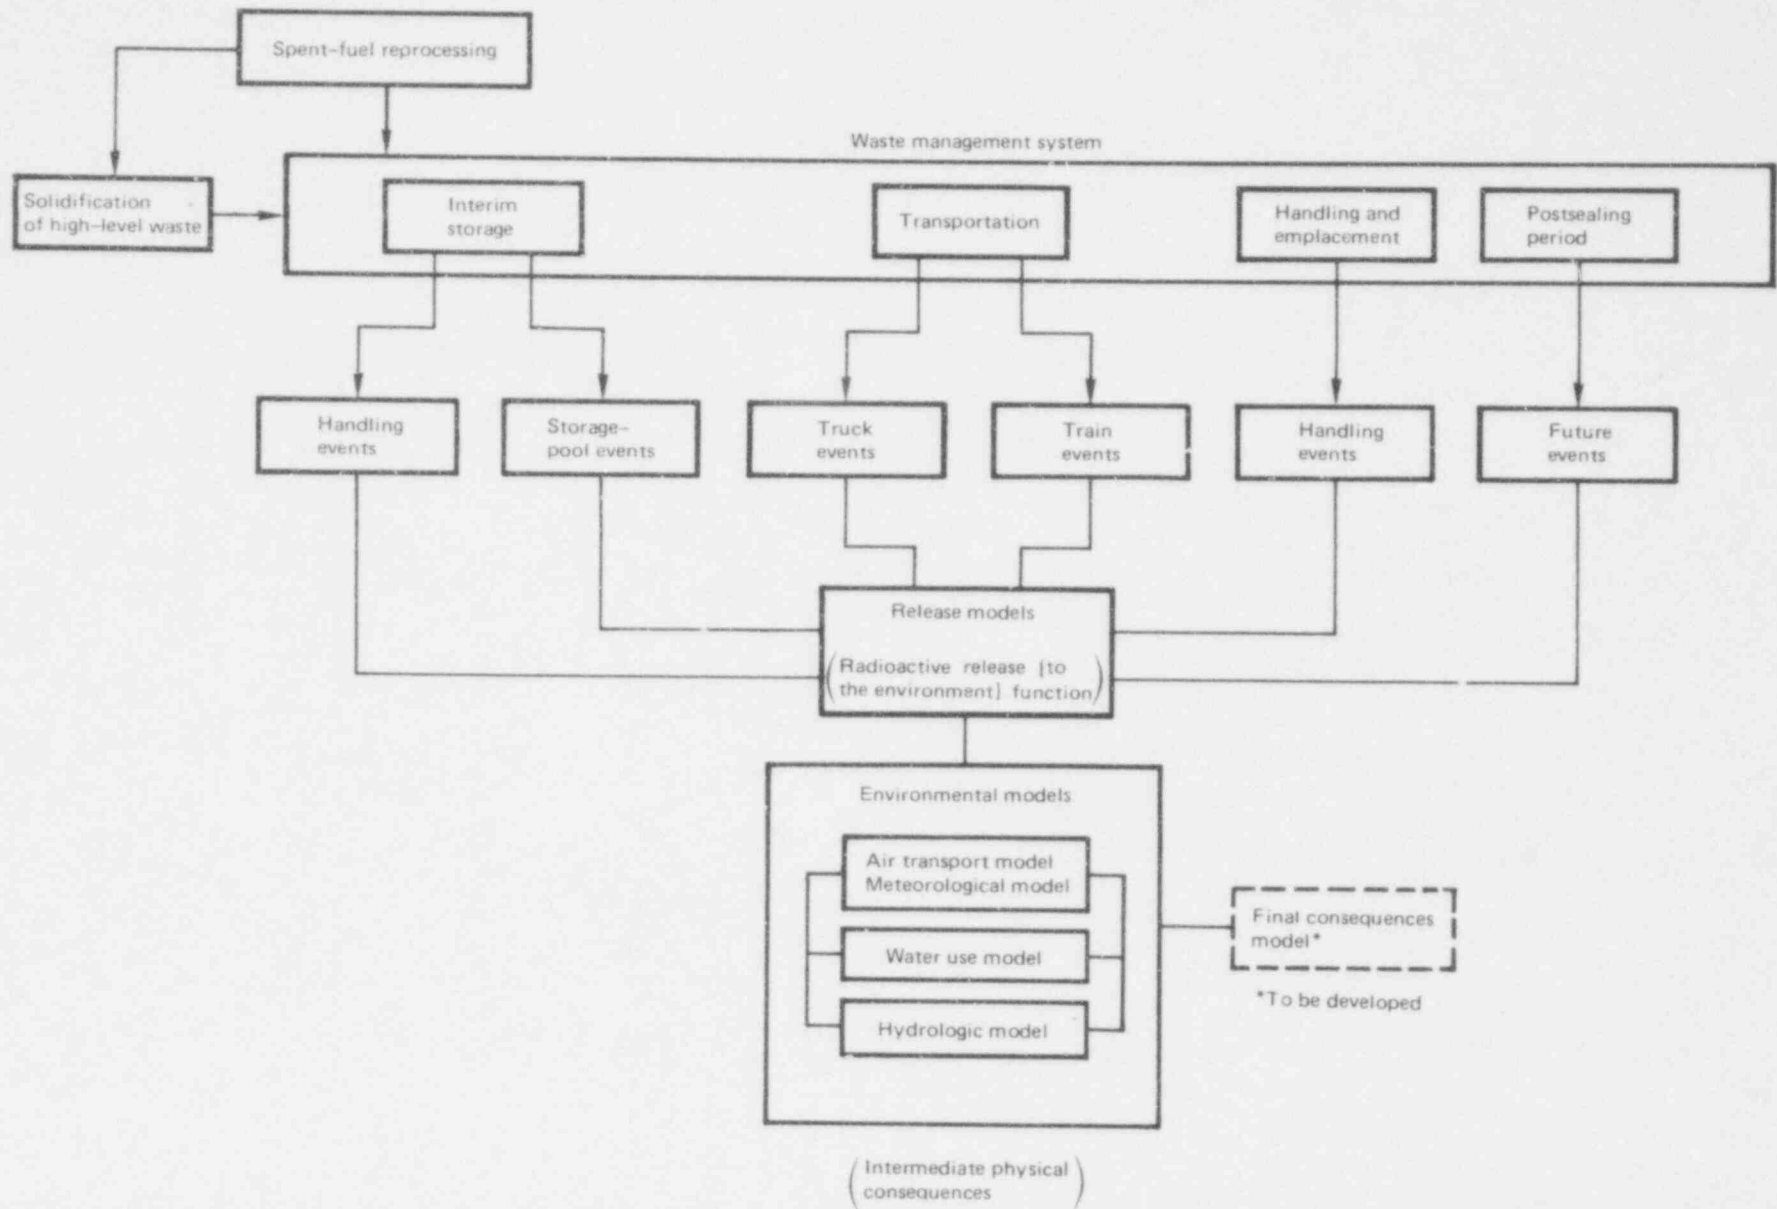 Spent-fuel reprocessing
Waste management system
Solidification
of high-level waste
Interim
storage
Transportation
Handling and
emplacement
Postsealing
period
Handling
events
Storage-
pool events
Truck
events
Train
events
Handling
events
Future
events
Release models
(Radioactive release [to
the environment] function)
Environmental models
Air transport model
Meteorological model
Water use model
Hydrologic model
Final consequences
model*
*To be developed
(Intermediate physical
consequences)